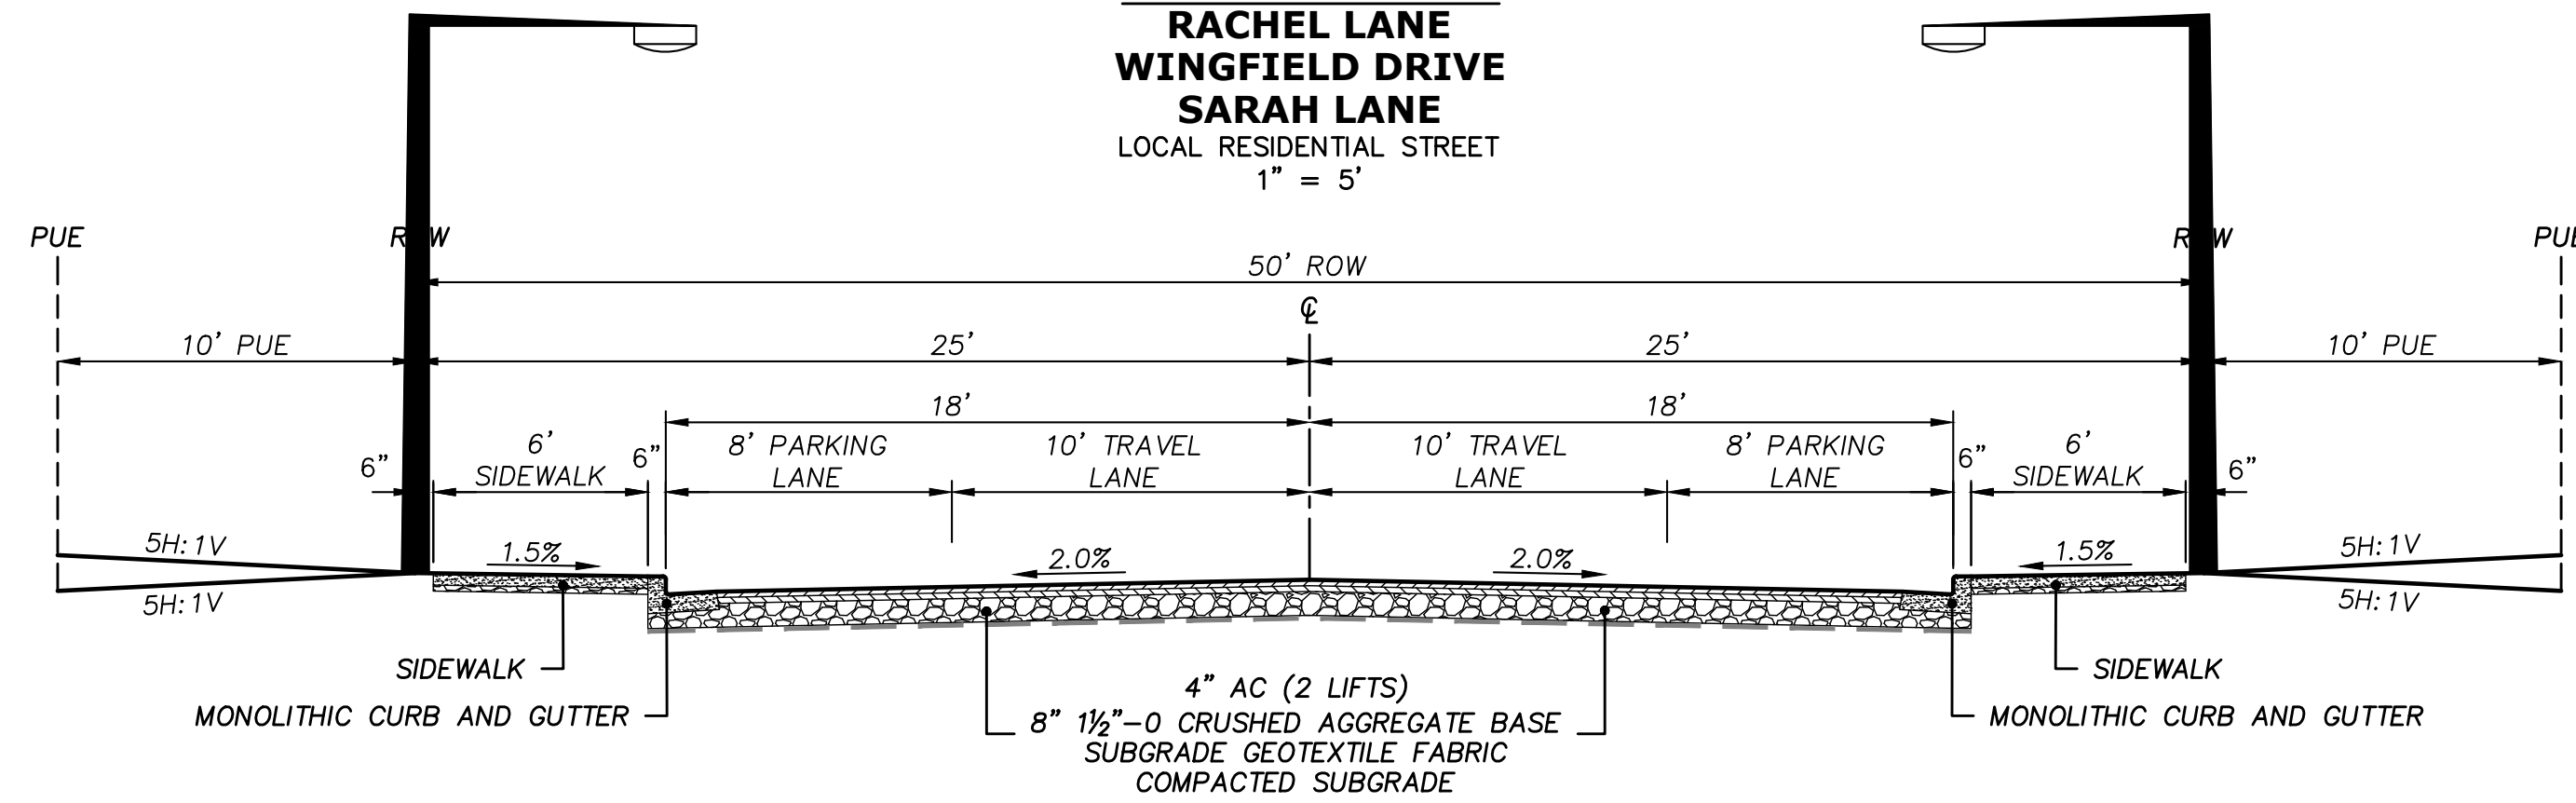 RACHEL LANE
WINGFIELD DRIVE
SARAH LANE
LOCAL RESIDENTIAL STREET
1" = 5'
PUE
ROW
ROW
PUE
50' ROW
℄
10' PUE
25'
25'
10' PUE
18'
18'
6"
6'
SIDEWALK
6"
8' PARKING
LANE
10' TRAVEL
LANE
10' TRAVEL
LANE
8' PARKING
LANE
6"
6'
SIDEWALK
6"
5H:1V
1.5%
2.0%
2.0%
1.5%
5H:1V
5H:1V
5H:1V
SIDEWALK
MONOLITHIC CURB AND GUTTER
4" AC (2 LIFTS)
8" 1½"-0 CRUSHED AGGREGATE BASE
SUBGRADE GEOTEXTILE FABRIC
COMPACTED SUBGRADE
SIDEWALK
MONOLITHIC CURB AND GUTTER